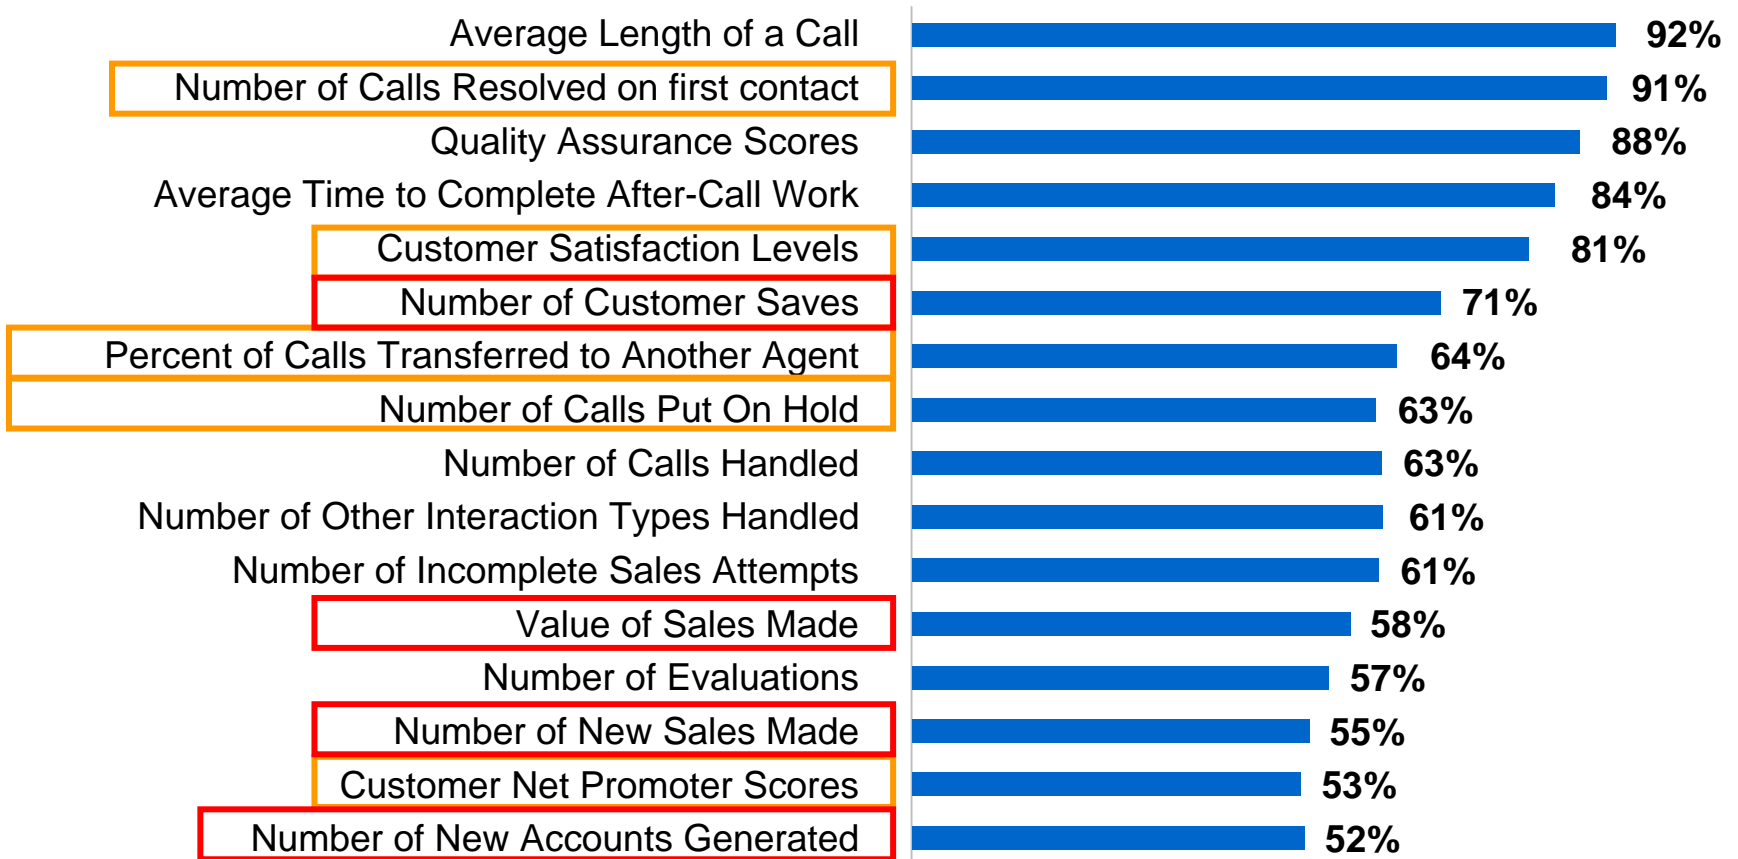 Average Length of a Call 92%
Number of Calls Resolved on first contact 91%
Quality Assurance Scores 88%
Average Time to Complete After-Call Work 84%
Customer Satisfaction Levels 81%
Number of Customer Saves 71%
Percent of Calls Transferred to Another Agent 64%
Number of Calls Put On Hold 63%
Number of Calls Handled 63%
Number of Other Interaction Types Handled 61%
Number of Incomplete Sales Attempts 61%
Value of Sales Made 58%
Number of Evaluations 57%
Number of New Sales Made 55%
Customer Net Promoter Scores 53%
Number of New Accounts Generated 52%